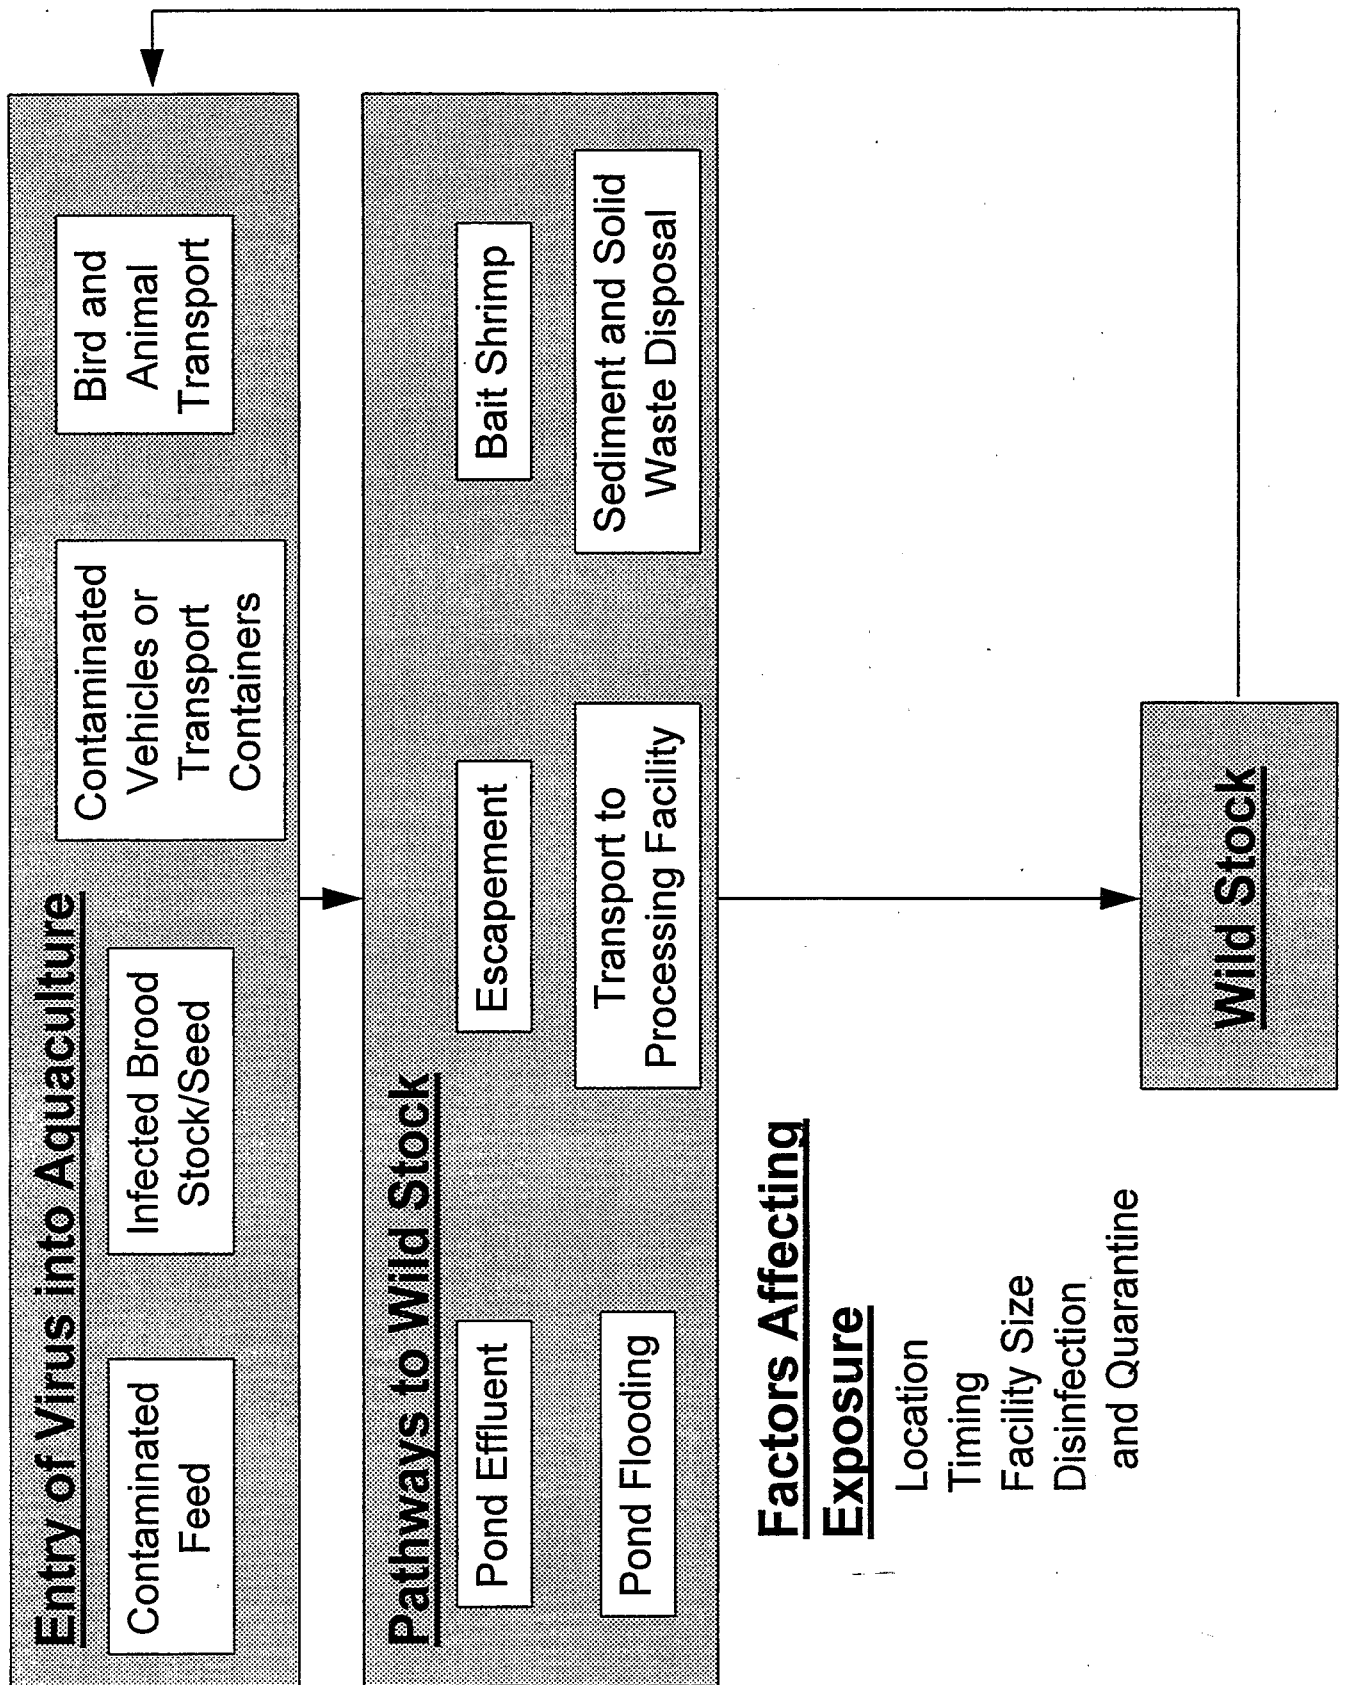 Entry of Virus into Aquaculture
Contaminated
Feed
Infected Brood
Stock/Seed
Contaminated
Vehicles or
Transport
Containers
Bird and
Animal
Transport
Pathways to Wild Stock
Pond Effluent
Escapement
Bait Shrimp
Pond Flooding
Transport to
Processing Facility
Sediment and Solid
Waste Disposal
Factors Affecting
Exposure
Location
Timing
Facility Size
Disinfection
and Quarantine
Wild Stock